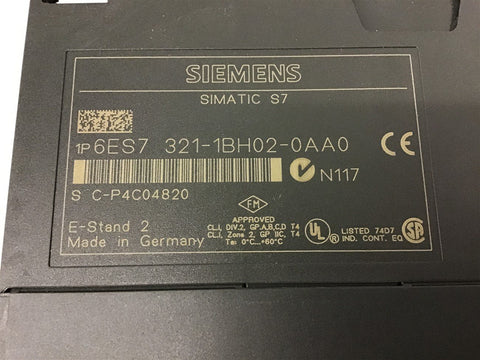 SIEMENS
SIMATIC S7
1P 6ES7 321-1BH02-0AA0
CE
N117
S C-P4C04820
FM
APPROVED
E-Stand 2
CL.I, DIV.2, GP.A,B,C,D T4
Made in Germany
CL.I, Zone 2, GP IIC, T4
Ta: 0°C...+60°C
UL
LISTED 74D7
IND. CONT. EQ
SA